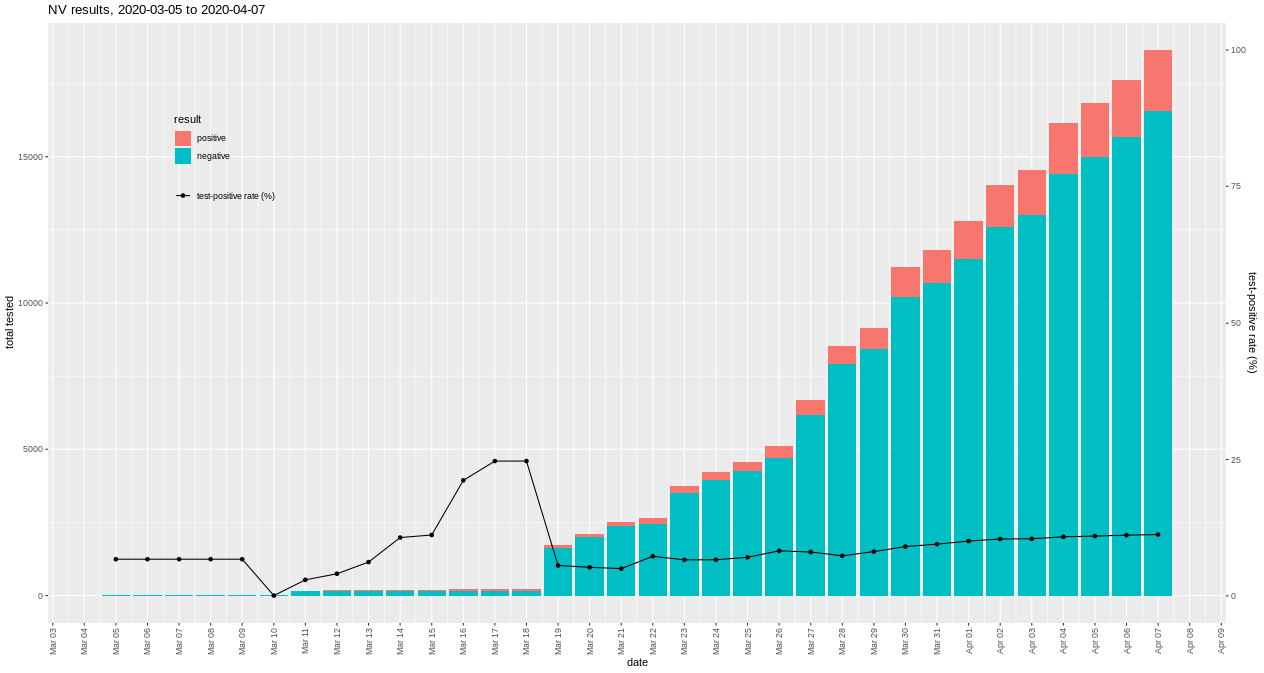 NV results, 2020-03-05 to 2020-04-07
result
positive
negative
test-positive rate (%)
total tested
15000
10000
5000
0
100
75
50
25
0
test-positive rate (%)
Mar 03
Mar 04
Mar 05
Mar 06
Mar 07
Mar 08
Mar 09
Mar 10
Mar 11
Mar 12
Mar 13
Mar 14
Mar 15
Mar 16
Mar 17
Mar 18
Mar 19
Mar 20
Mar 21
Mar 22
Mar 23
Mar 24
Mar 25
Mar 26
Mar 27
Mar 28
Mar 29
Mar 30
Mar 31
Apr 01
Apr 02
Apr 03
Apr 04
Apr 05
Apr 06
Apr 07
Apr 08
Apr 09
date